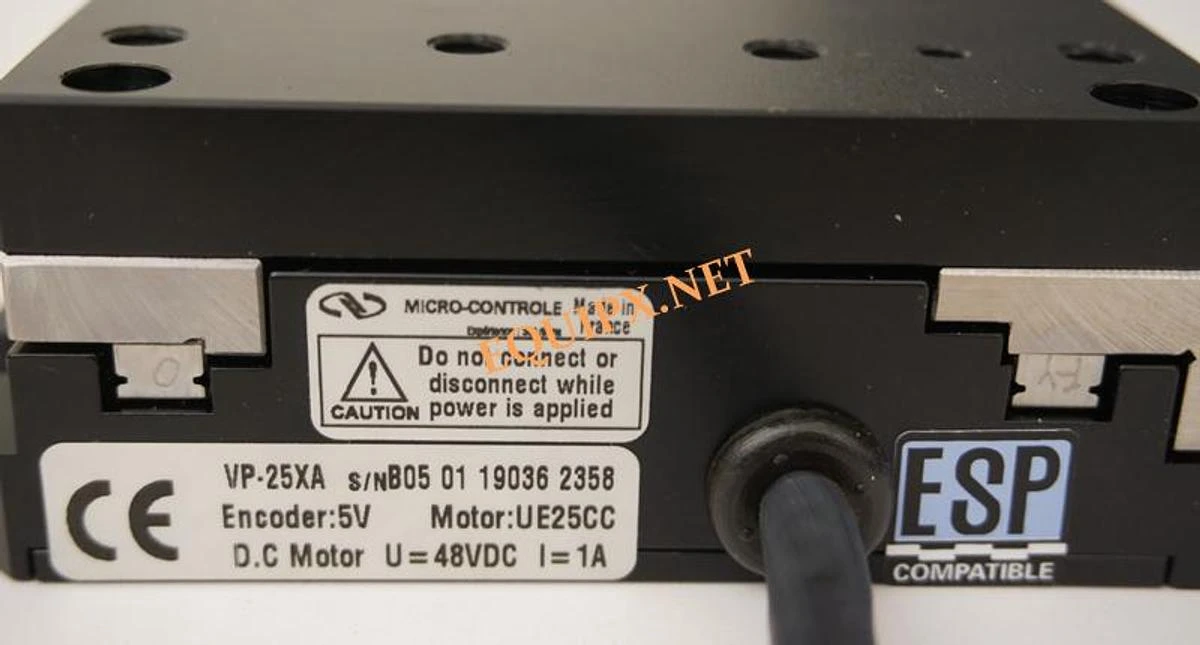 MICRO-CONTROLE Made in
France
EQUIPX.NET
Do not connect or
disconnect while
CAUTION power is applied
CE VP-25XA S/NB05 01 19036 2358
Encoder:5V Motor:UE25CC
D.C Motor U=48VDC I=1A
ESP
COMPATIBLE